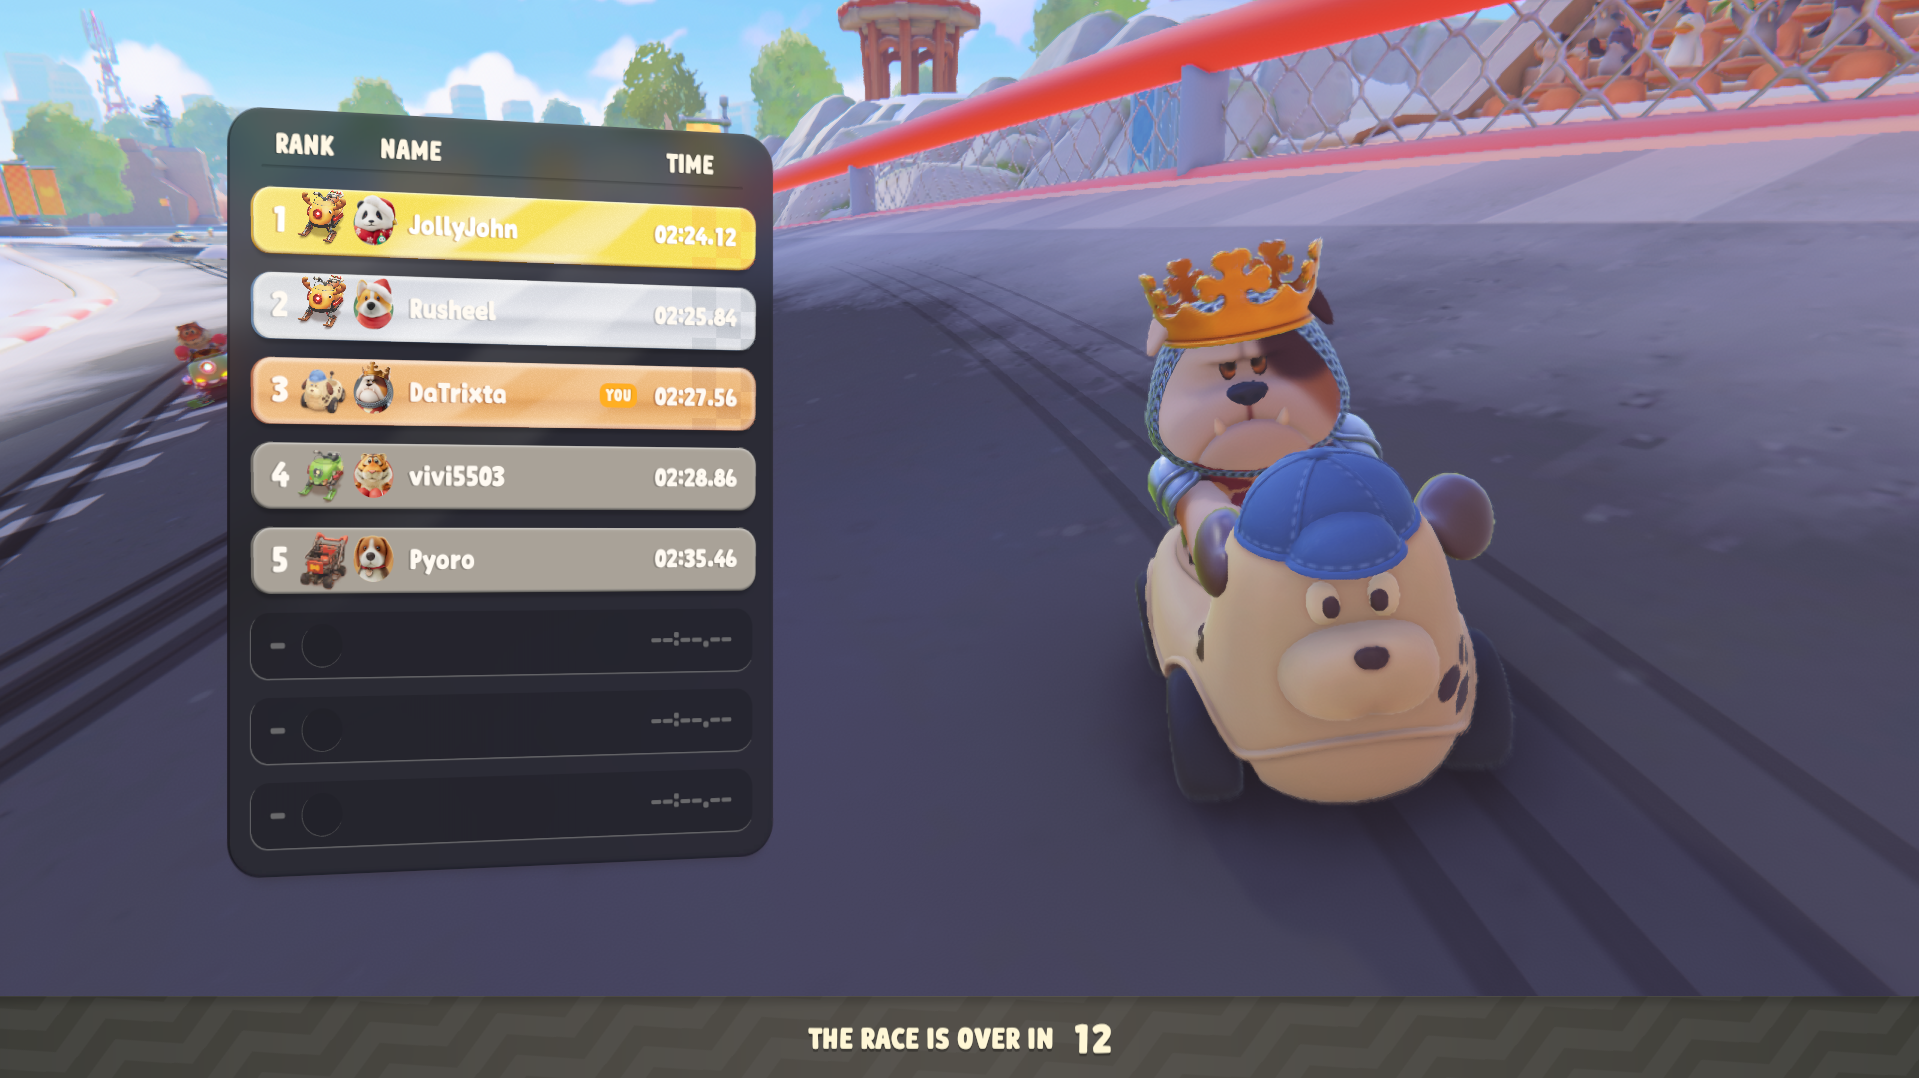 RANK NAME TIME
1 JollyJohn 02:24.12
2 Rusheel 02:25.84
3 DaTrixta YOU 02:27.56
4 vivi5503 02:28.86
5 Pyoro 02:35.46
- --:--.--
- --:--.--
- --:--.--
THE RACE IS OVER IN 12